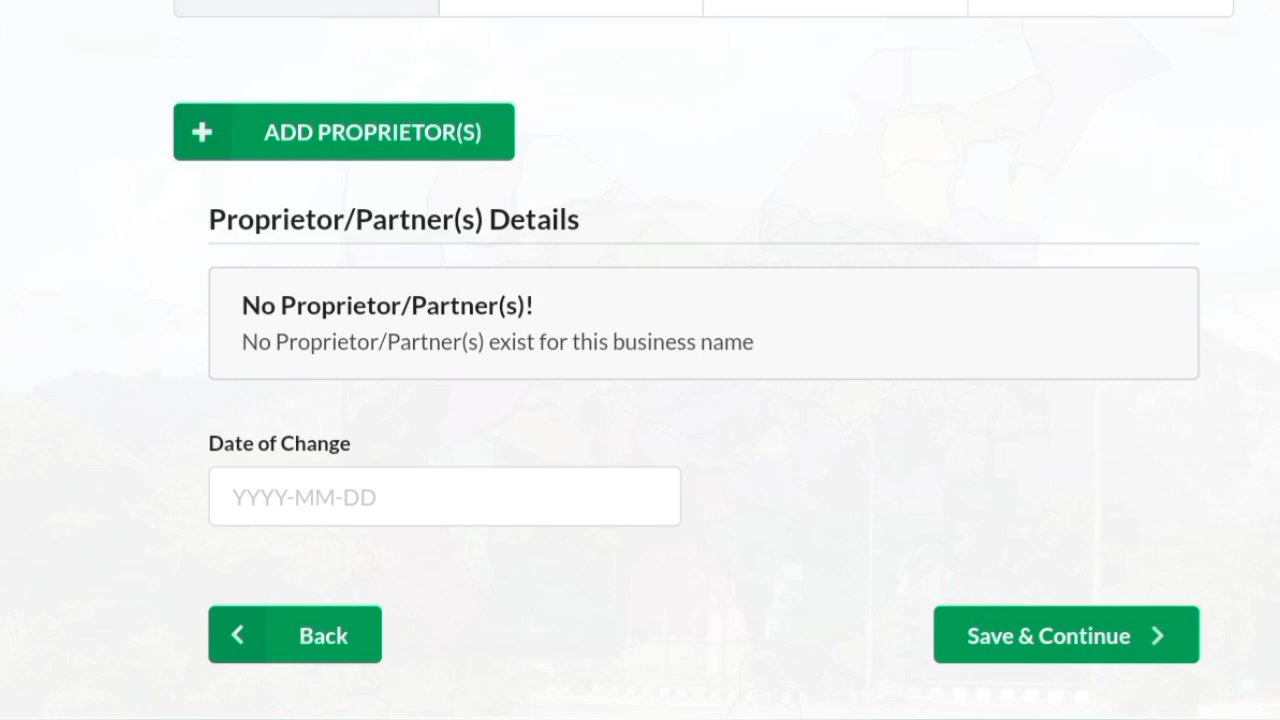 ADD PROPRIETOR(S)
Proprietor/Partner(s) Details
No Proprietor/Partner(s)!
No Proprietor/Partner(s) exist for this business name
Date of Change
YYYY-MM-DD
Back
Save & Continue